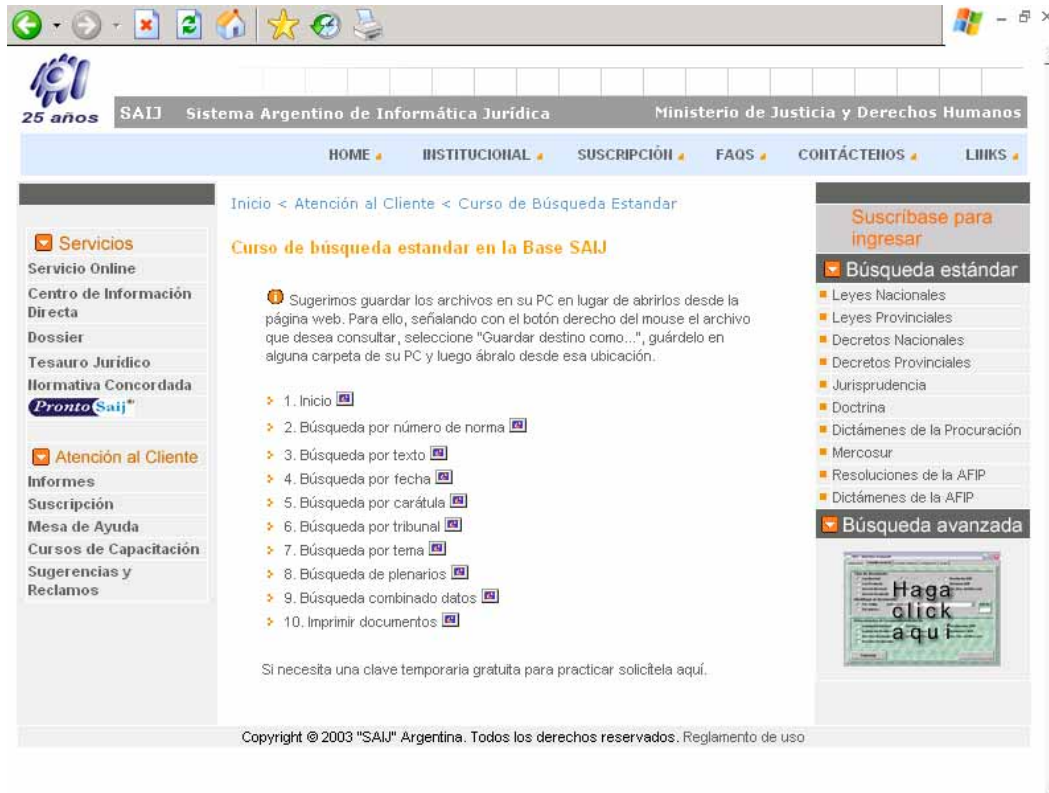 25 años
SAIJ Sistema Argentino de Informática Jurídica
Ministerio de Justicia y Derechos Humanos
HOME
INSTITUCIONAL
SUSCRIPCIÓN
FAQS
CONTÁCTENOS
LINKS
Servicios
Servicio Online
Centro de Información
Directa
Dossier
Tesauro Jurídico
Normativa Concordada
Pronto Saij
Atención al Cliente
Informes
Suscripción
Mesa de Ayuda
Cursos de Capacitación
Sugerencias y
Reclamos
Inicio < Atención al Cliente < Curso de Búsqueda Estandar
Curso de búsqueda estandar en la Base SAIJ
Sugerimos guardar los archivos en su PC en lugar de abrirlos desde la
página web. Para ello, señalando con el botón derecho del mouse el archivo
que desea consultar, seleccione "Guardar destino como...", guárdelo en
alguna carpeta de su PC y luego ábralo desde esa ubicación.
1. Inicio
2. Búsqueda por número de norma
3. Búsqueda por texto
4. Búsqueda por fecha
5. Búsqueda por carátula
6. Búsqueda por tribunal
7. Búsqueda por tema
8. Búsqueda de plenarios
9. Búsqueda combinado datos
10. Imprimir documentos
Si necesita una clave temporaria gratuita para practicar solicítela aquí.
Suscríbase para
ingresar
Búsqueda estándar
Leyes Nacionales
Leyes Provinciales
Decretos Nacionales
Decretos Provinciales
Jurisprudencia
Doctrina
Dictámenes de la Procuración
Mercosur
Resoluciones de la AFIP
Dictámenes de la AFIP
Búsqueda avanzada
Haga
click
aquí
Copyright © 2003 "SAIJ" Argentina. Todos los derechos reservados. Reglamento de uso